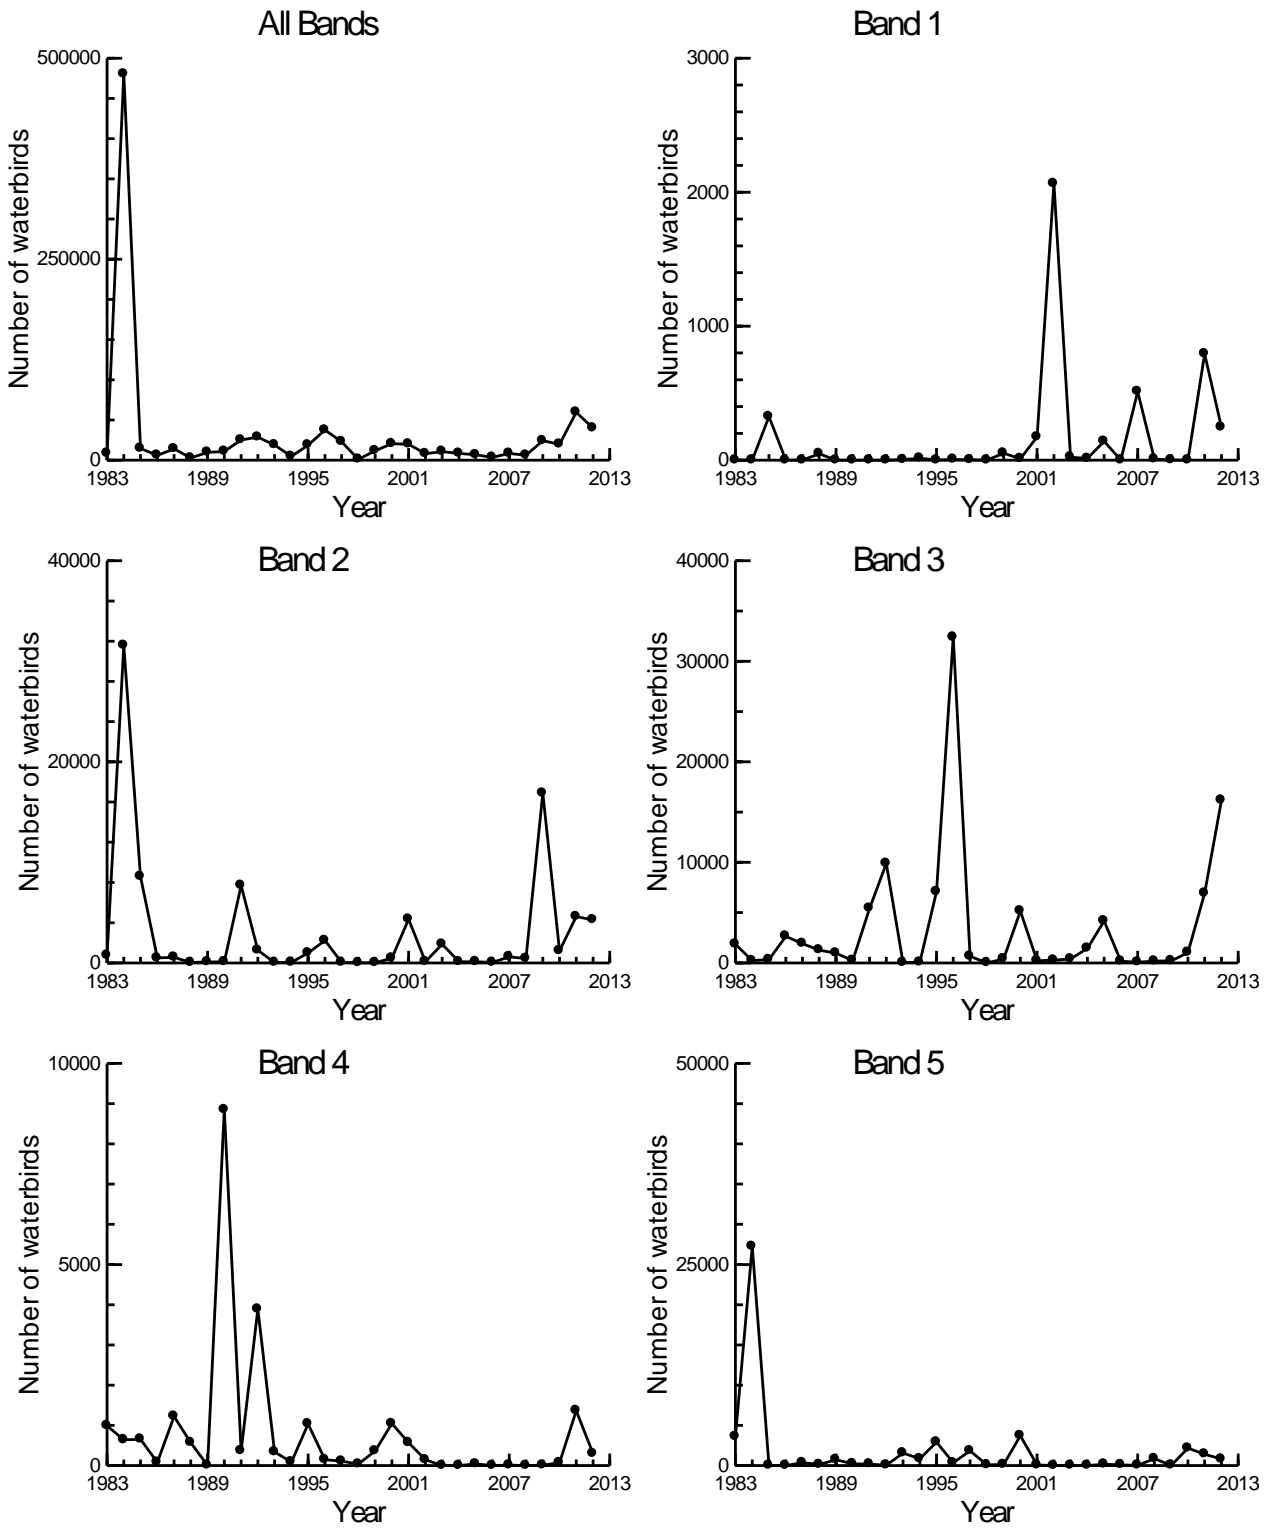 All Bands
500000
250000
0
Number of waterbirds
1983 1989 1995 2001 2007 2013
Year
Band 1
3000
2000
1000
0
Number of waterbirds
1983 1989 1995 2001 2007 2013
Year
Band 2
40000
20000
0
Number of waterbirds
1983 1989 1995 2001 2007 2013
Year
Band 3
40000
30000
20000
10000
0
Number of waterbirds
1983 1989 1995 2001 2007 2013
Year
Band 4
10000
5000
0
Number of waterbirds
1983 1989 1995 2001 2007 2013
Year
Band 5
50000
25000
0
Number of waterbirds
1983 1989 1995 2001 2007 2013
Year